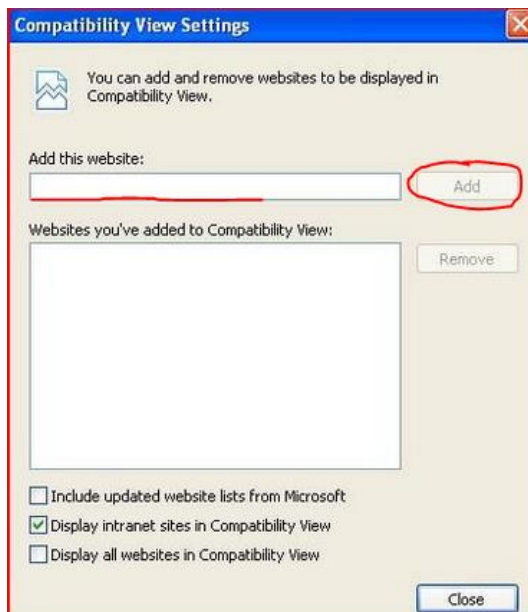 Compatibility View Settings
You can add and remove websites to be displayed in
Compatibility View.
Add this website:
Add
Websites you've added to Compatibility View:
Remove
Include updated website lists from Microsoft
Display intranet sites in Compatibility View
Display all websites in Compatibility View
Close